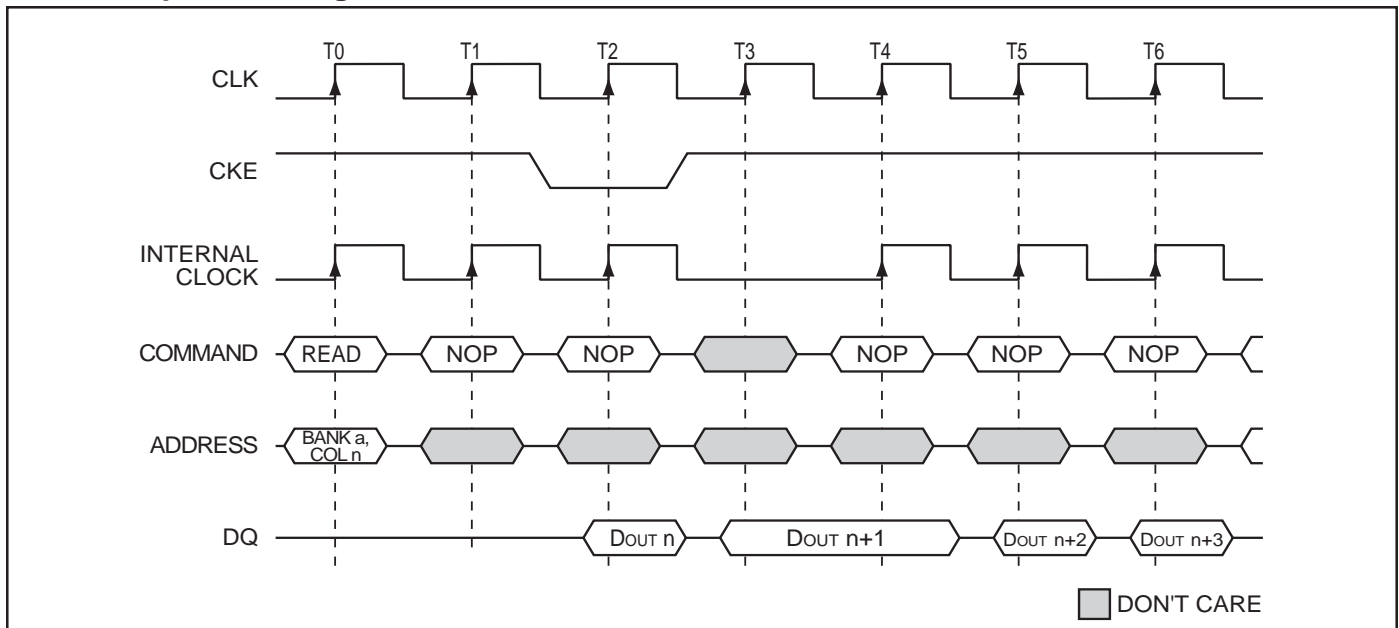 T0 T1 T2 T3 T4 T5 T6
CLK
CKE
INTERNAL
CLOCK
COMMAND READ NOP NOP NOP NOP NOP
ADDRESS BANK a,
COL n
DQ DOUT n DOUT n+1 DOUT n+2 DOUT n+3
DON'T CARE